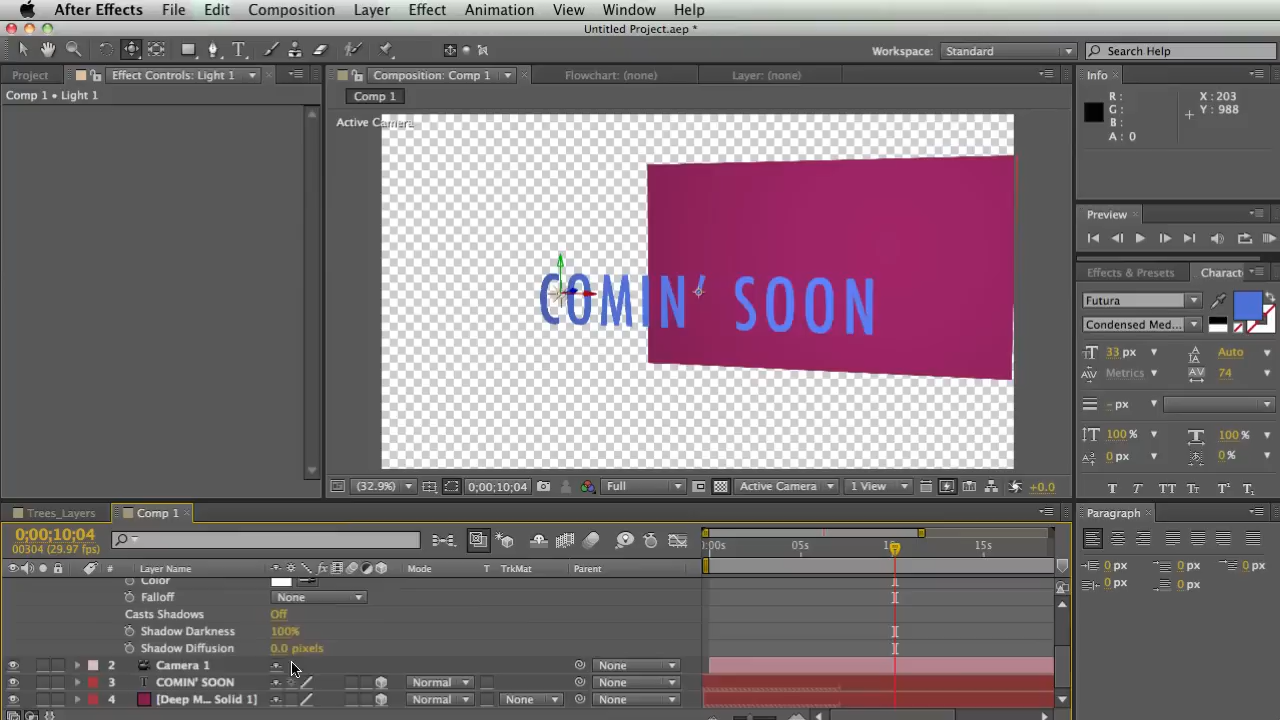 After Effects File Edit Composition Layer Effect Animation View Window Help
Untitled Project.aep *
Workspace: Standard Search Help
Project Effect Controls: Light 1 Composition: Comp 1 Flowchart: (none) Layer: (none) Info
Comp 1 • Light 1 Comp 1
R: X: 203
G: Y: 988
B:
A: 0
Active Camera
COMIN' SOON
Preview
Effects & Presets Charact
Futura
Condensed Med...
33 px Auto
Metrics 74
- px
100% 100%
0 px 0%
T T TT Tr T¹ T₁
(32.9%) 0;00;10;04 Full Active Camera 1 View +0.0
Trees_Layers Comp 1 Paragraph
0;00;10;04
00304 (29.97 fps)
):00s 05s 10s 15s
# Layer Name fx Mode T TrkMat Parent
Color
Falloff None
Casts Shadows Off
Shadow Darkness 100%
Shadow Diffusion 0.0 pixels
2 Camera 1 None
3 T COMIN' SOON Normal None
4 [Deep M... Solid 1] Normal None None
0 px 0 px 0 px
0 px 0 px